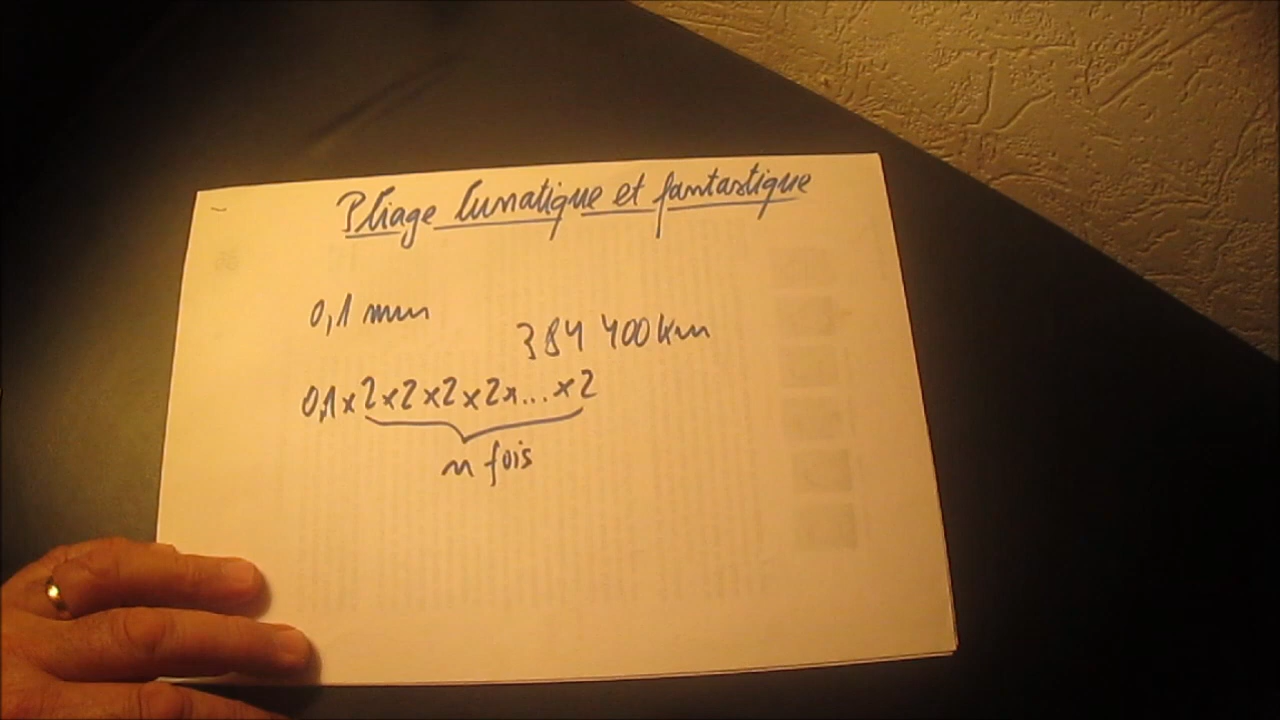 Pliage lunatique et fantastique
0,1 mm
384 400 km
0,1 x 2 x 2 x 2 x 2 x ... x 2
n fois